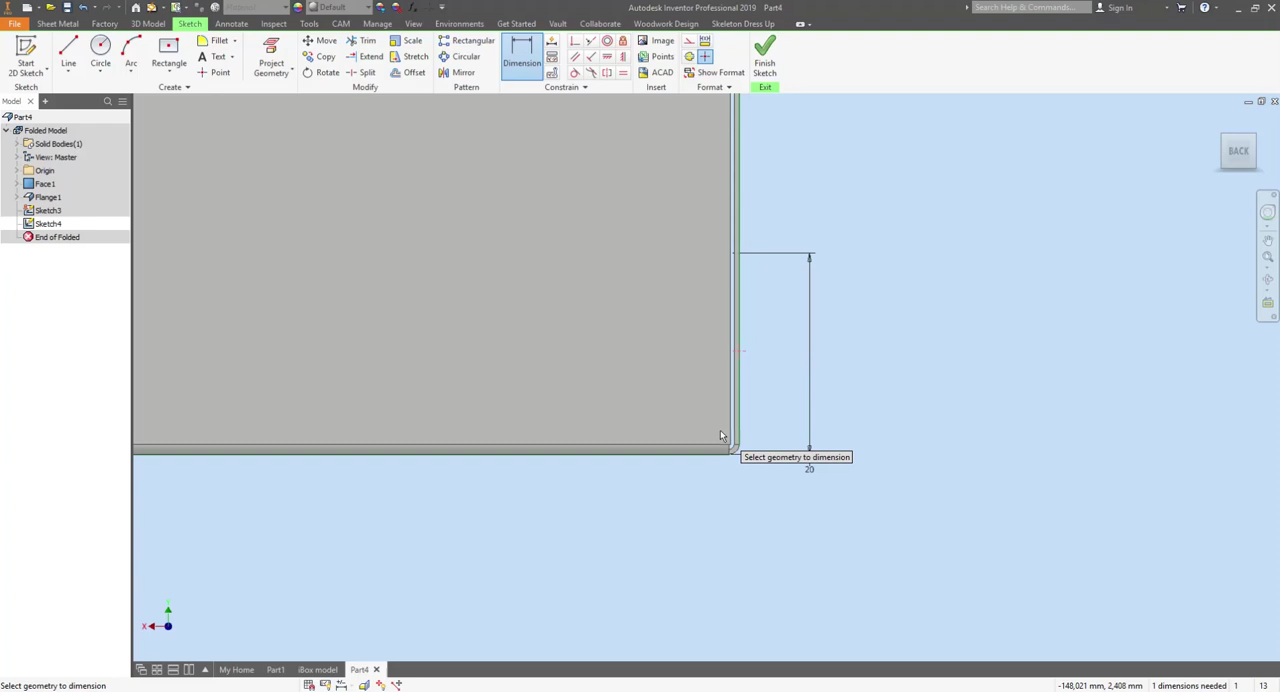 Default
Autodesk Inventor Professional 2019 Part4
Search Help & Commands...
Sign In
File Sheet Metal Factory 3D Model Sketch Annotate Inspect Tools CAM Manage View Environments Get Started Vault Collaborate Woodwork Design Skeleton Dress Up
Start
2D Sketch
Line
Circle
Arc
Rectangle
Fillet
Text
Point
Project
Geometry
Move
Copy
Rotate
Trim
Extend
Split
Scale
Stretch
Offset
Rectangular
Circular
Mirror
Dimension
Image
Points
ACAD
Show Format
Finish
Sketch
Sketch Create Modify Pattern Constrain Insert Format Exit
Model
Part4
Folded Model
Solid Bodies(1)
View: Master
Origin
Face1
Flange1
Sketch3
Sketch4
End of Folded
BACK
Select geometry to dimension
20
Y
X
My Home Part1 iBox model Part4
Select geometry to dimension
-148,021 mm, 2,408 mm 1 dimensions needed 1 13